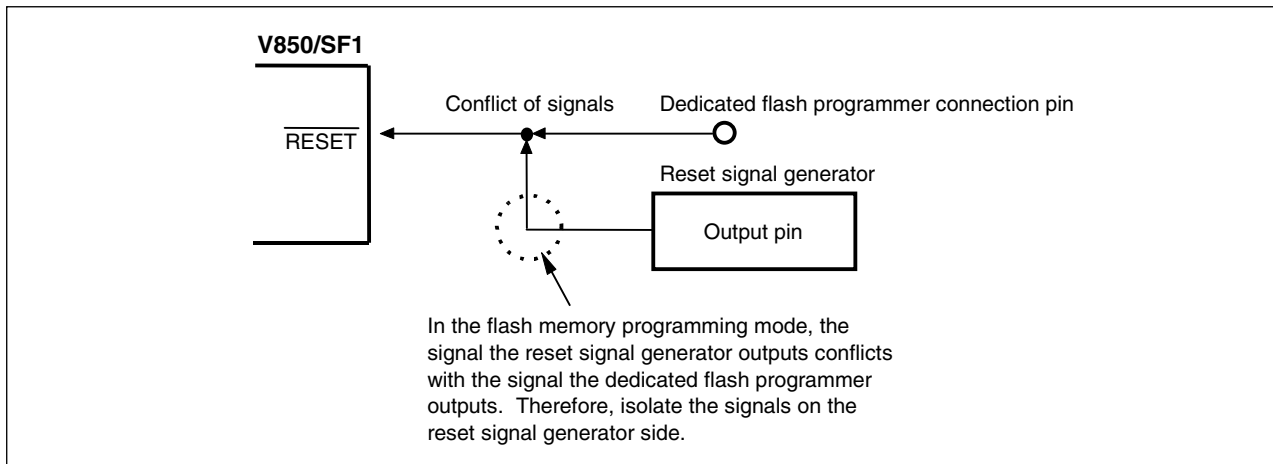 V850/SF1
Conflict of signals
Dedicated flash programmer connection pin
RESET
Reset signal generator
Output pin
In the flash memory programming mode, the
signal the reset signal generator outputs conflicts
with the signal the dedicated flash programmer
outputs.  Therefore, isolate the signals on the
reset signal generator side.